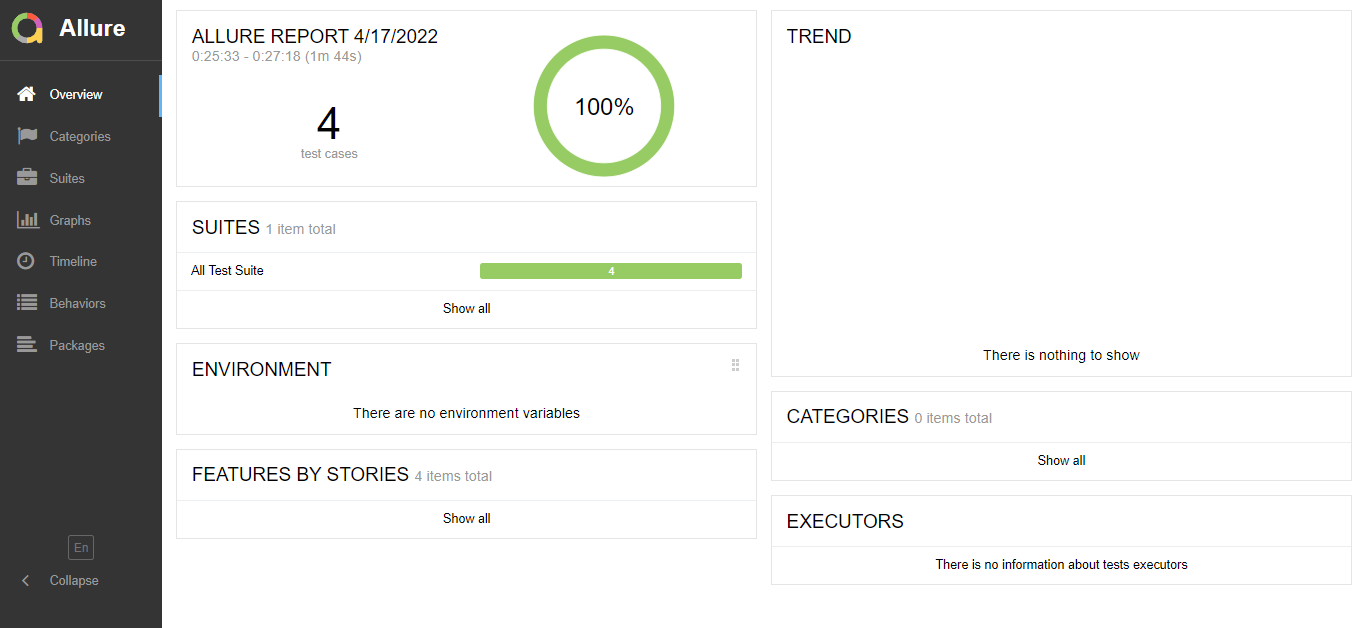 Allure
Overview
Categories
Suites
Graphs
Timeline
Behaviors
Packages
En
Collapse
ALLURE REPORT 4/17/2022
0:25:33 - 0:27:18 (1m 44s)
4
test cases
100%
SUITES 1 item total
All Test Suite 4
Show all
ENVIRONMENT
There are no environment variables
FEATURES BY STORIES 4 items total
Show all
TREND
There is nothing to show
CATEGORIES 0 items total
Show all
EXECUTORS
There is no information about tests executors